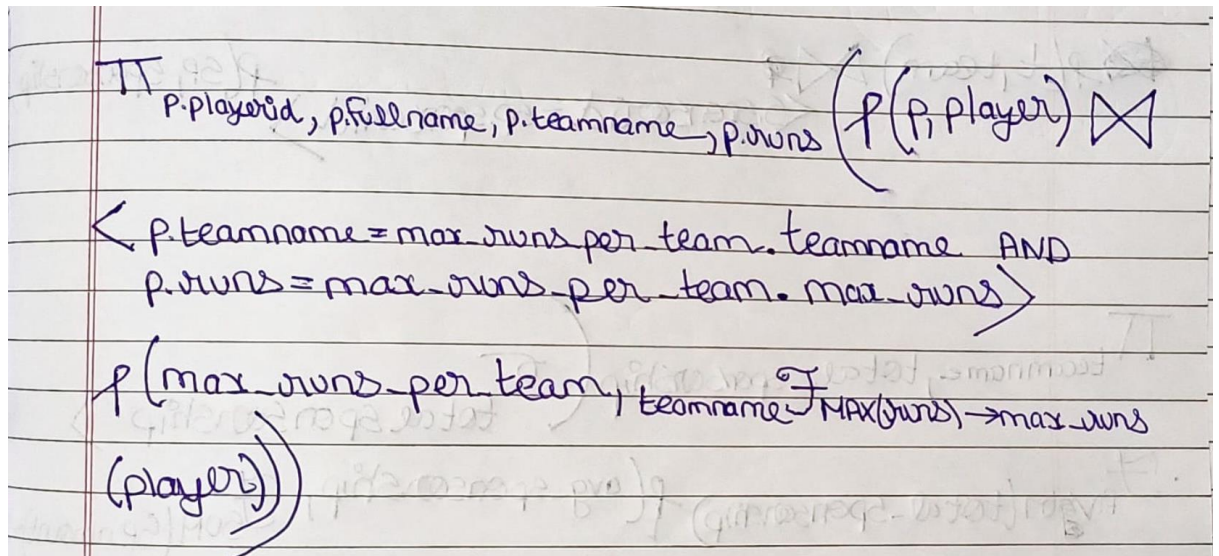 π p.playerid, p.fullname, p.teamname, p.runs (ρ(p, player) ⋈
< p.teamname = max_runs_per_team.teamname AND
p.runs = max_runs_per_team.max_runs>
ρ(max_runs_per_team, teamname ℱ MAX(runs) → max_runs
(player)))